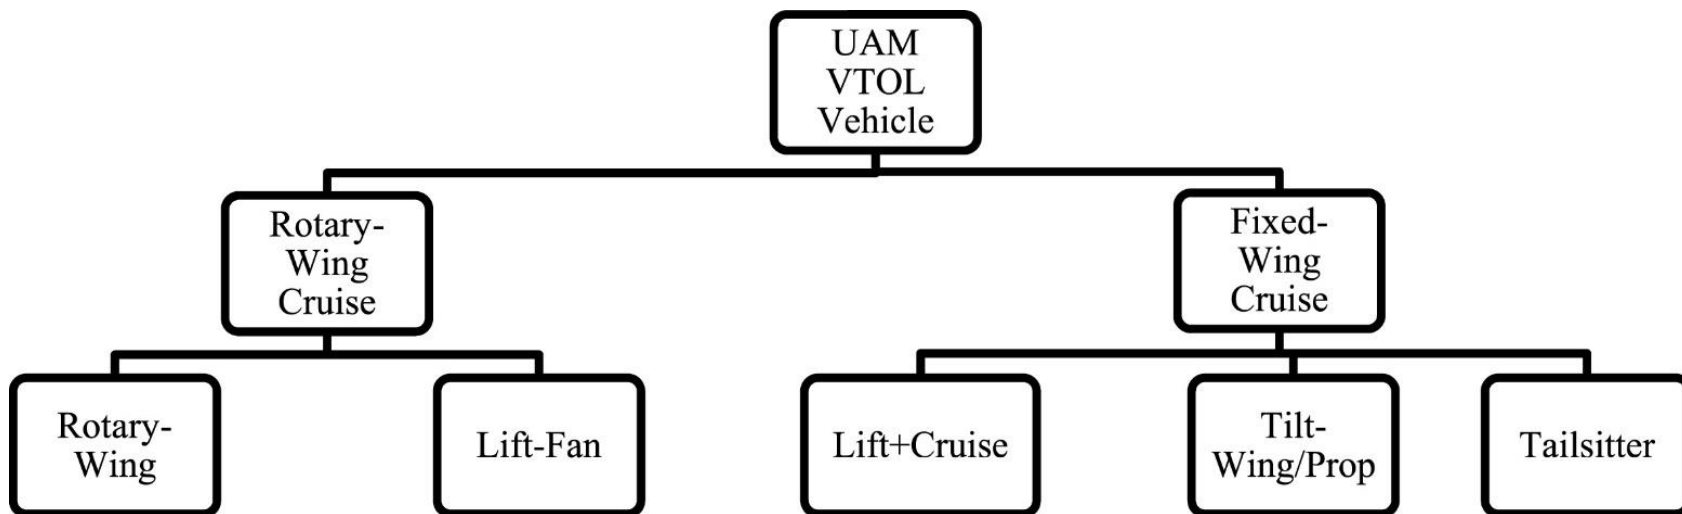 UAM
VTOL
Vehicle
Rotary-
Wing
Cruise
Fixed-
Wing
Cruise
Rotary-
Wing
Lift-Fan
Lift+Cruise
Tilt-
Wing/Prop
Tailsitter